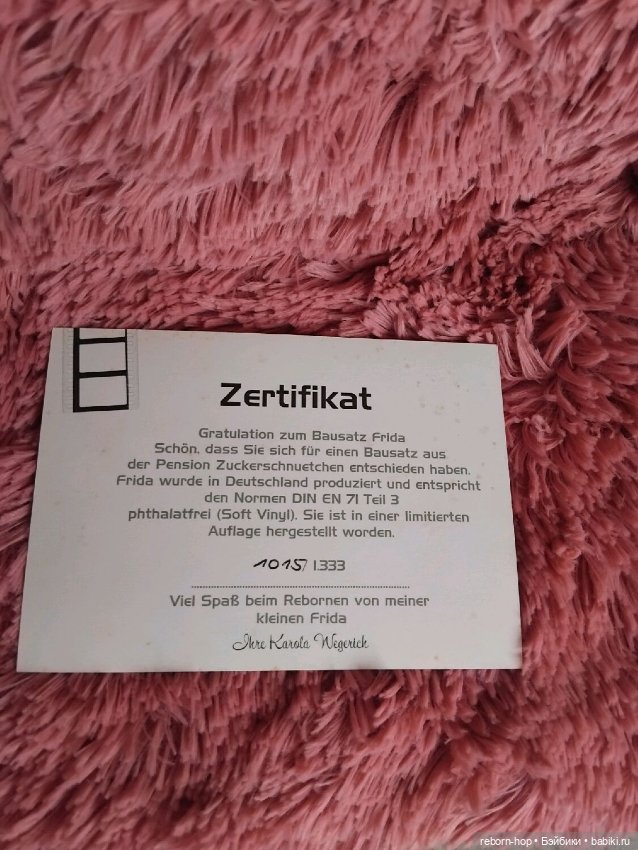 Zertifikat
Gratulation zum Bausatz Frida
Schön, dass Sie sich für einen Bausatz aus
der Pension Zuckerschnuetchen entschieden haben.
Frida wurde in Deutschland produziert und entspricht
den Normen DIN EN 71 Teil 3
phthalatfrei (Soft Vinyl). Sie ist in einer limitierten
Auflage hergestellt worden.
1015/ 1.333
Viel Spaß beim Rebornen von meiner
kleinen Frida
Ihre Karola Wegerich
reborn-hop • Бэйбики • babiki.ru